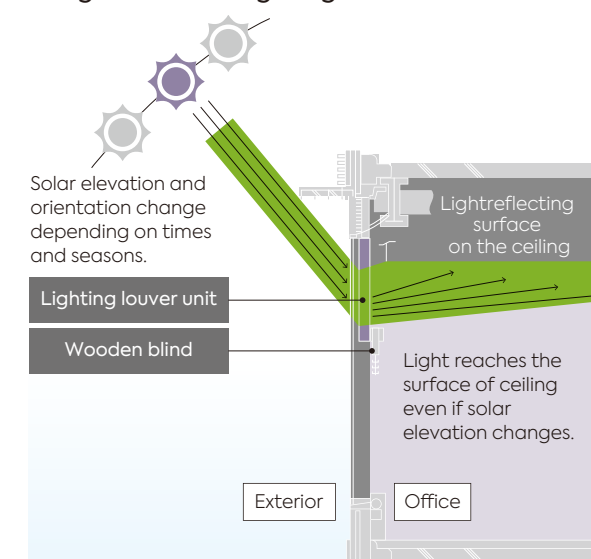 Solar elevation and
orientation change
depending on times
and seasons.
Lightreflecting
surface
on the ceiling
Lighting louver unit
Wooden blind
Light reaches the
surface of ceiling
even if solar
elevation changes.
Exterior
Office